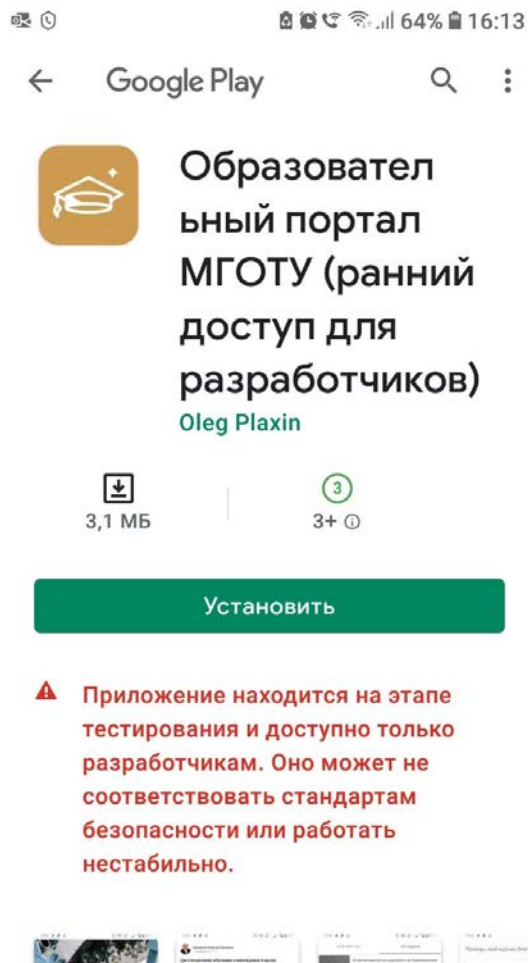 64% 16:13
Google Play
Образовател
ьный портал
МГОТУ (ранний
доступ для
разработчиков)
Oleg Plaxin
3
3,1 МБ
3+
Установить
Приложение находится на этапе
тестирования и доступно только
разработчикам. Оно может не
соответствовать стандартам
безопасности или работать
нестабильно.